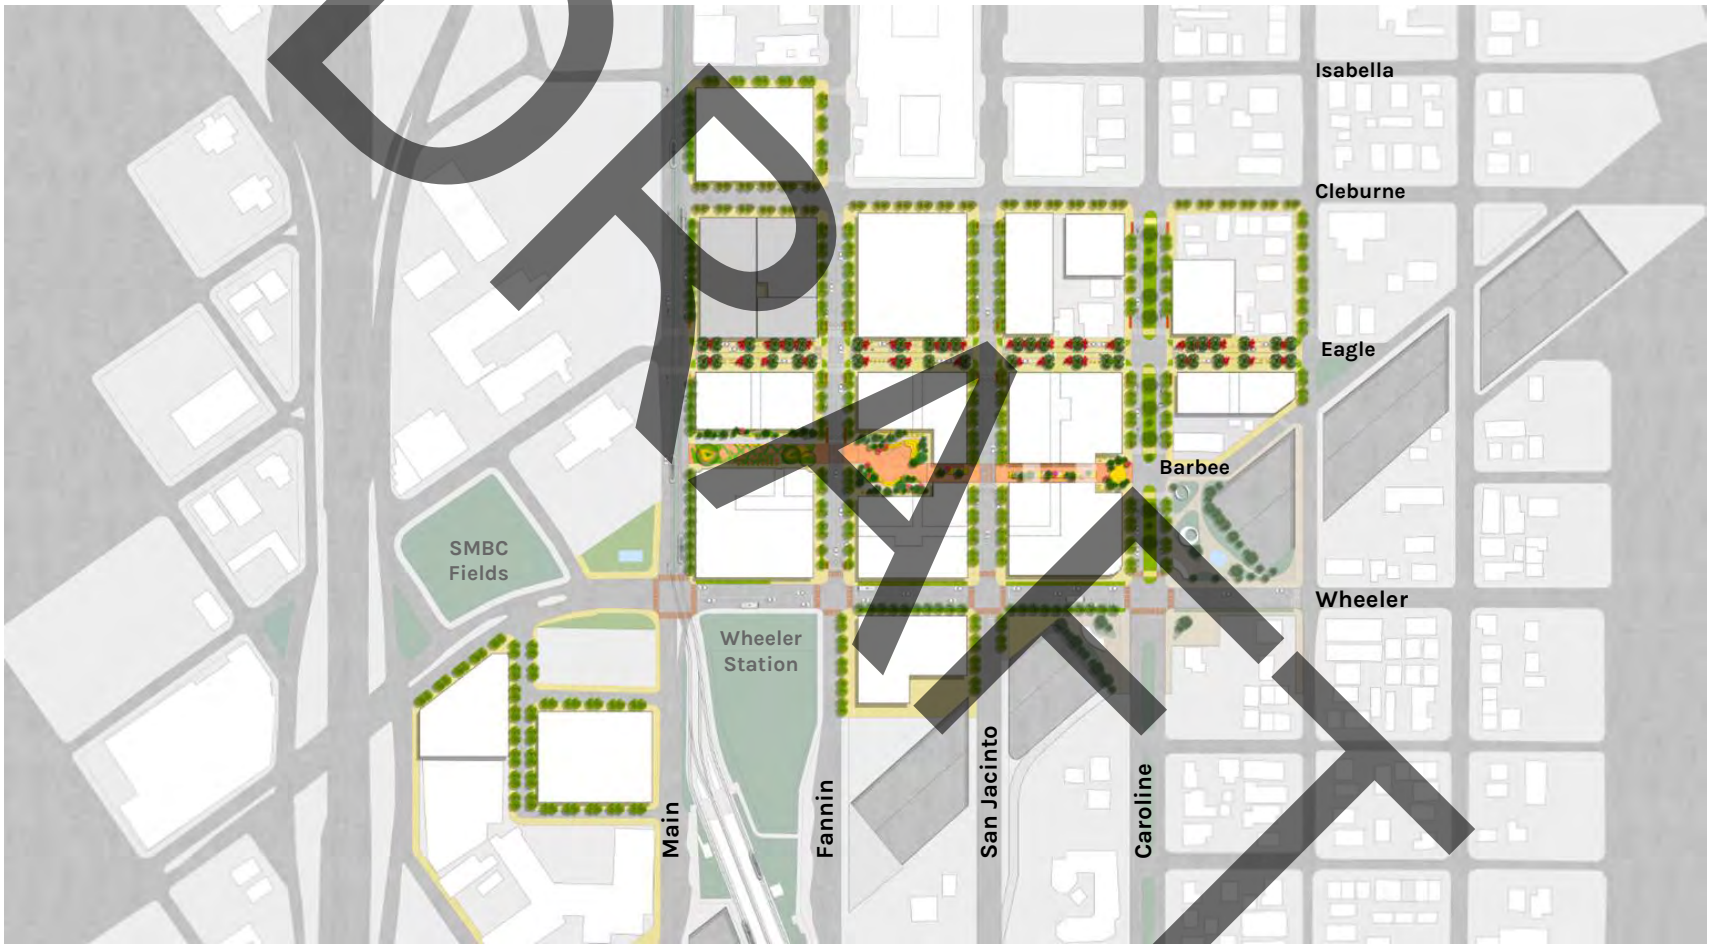 Isabella
Cleburne
Eagle
Barbee
SMBC
Fields
Wheeler
Wheeler
Station
Main
Fannin
San Jacinto
Caroline
DRAFT